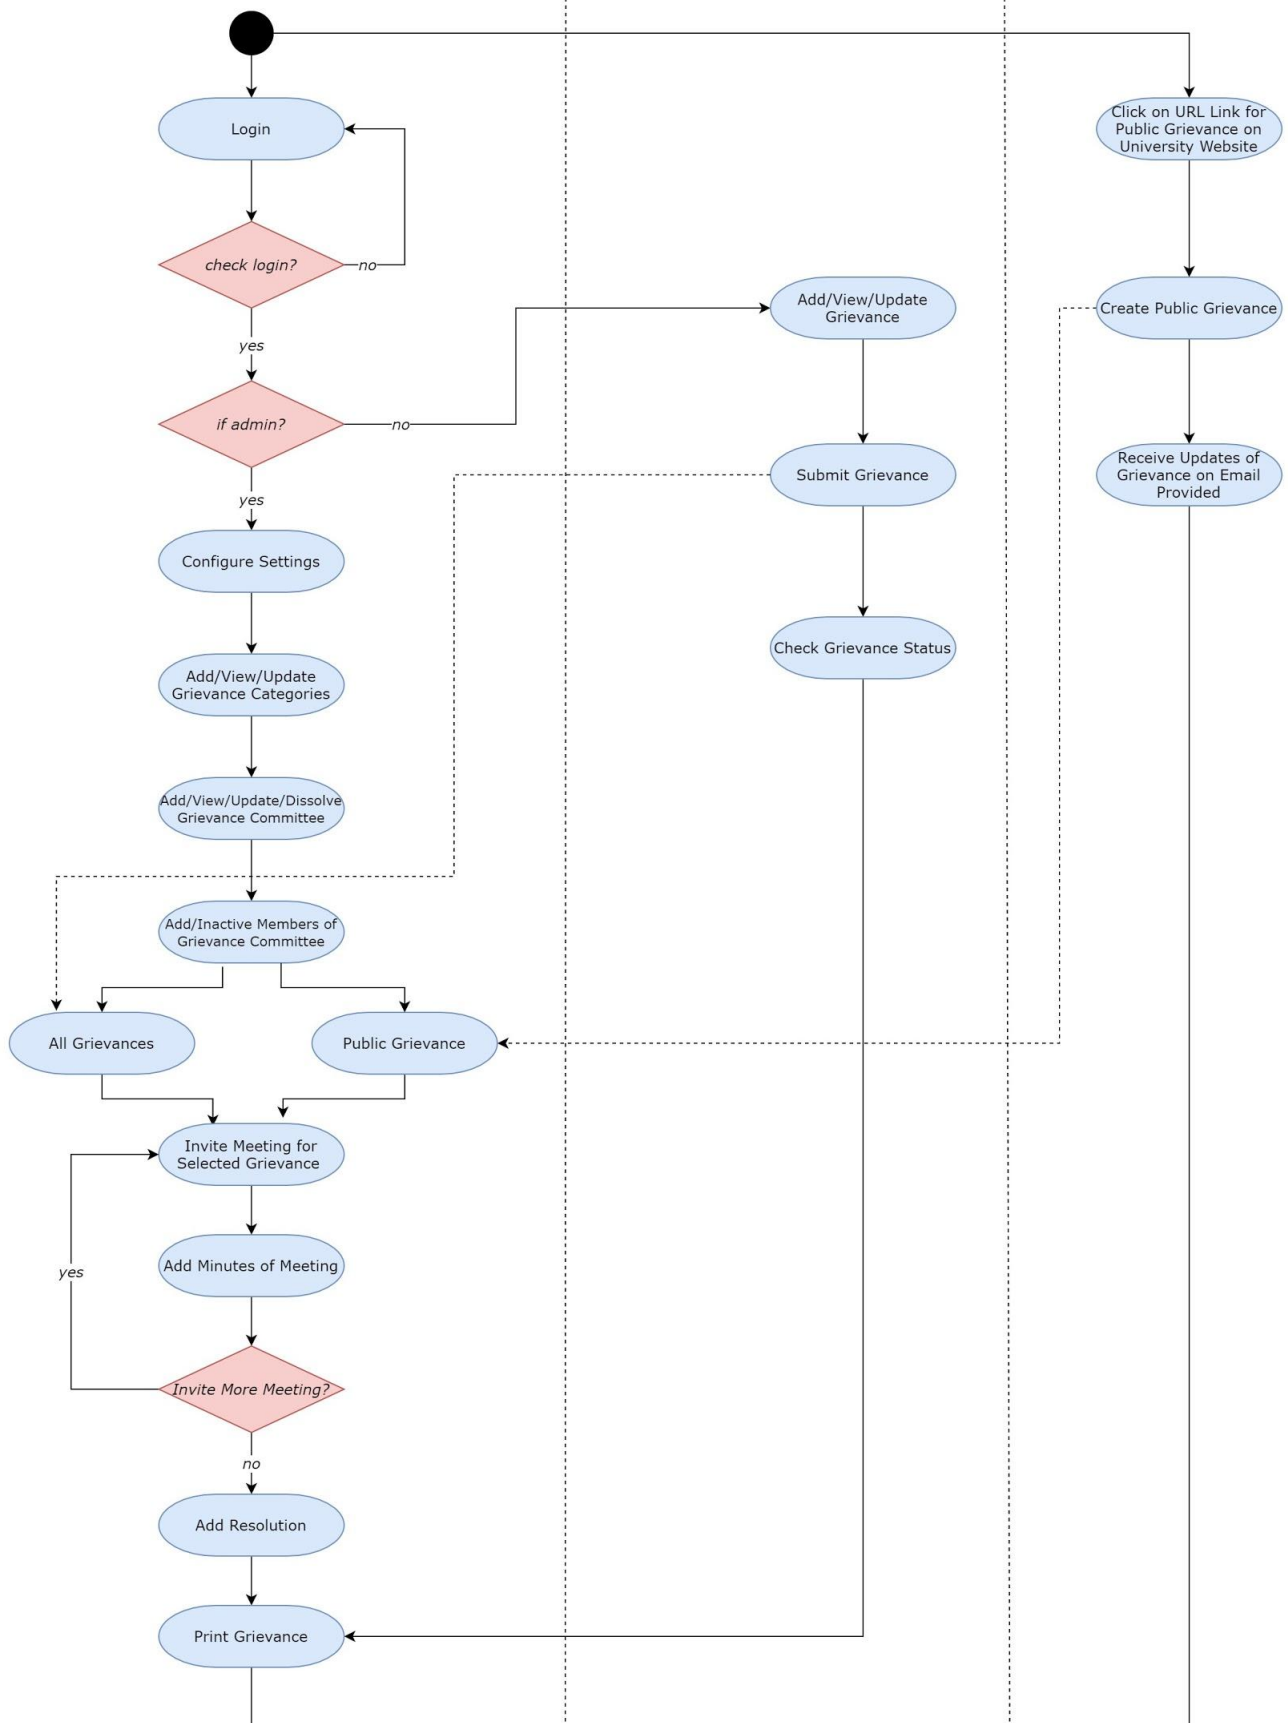 Login
Click on URL Link for
Public Grievance on
University Website
check login?
no
Add/View/Update
Grievance
Create Public Grievance
yes
if admin?
no
Submit Grievance
Receive Updates of
Grievance on Email
Provided
yes
Configure Settings
Check Grievance Status
Add/View/Update
Grievance Categories
Add/View/Update/Dissolve
Grievance Committee
Add/Inactive Members of
Grievance Committee
All Grievances
Public Grievance
Invite Meeting for
Selected Grievance
Add Minutes of Meeting
yes
Invite More Meeting?
no
Add Resolution
Print Grievance